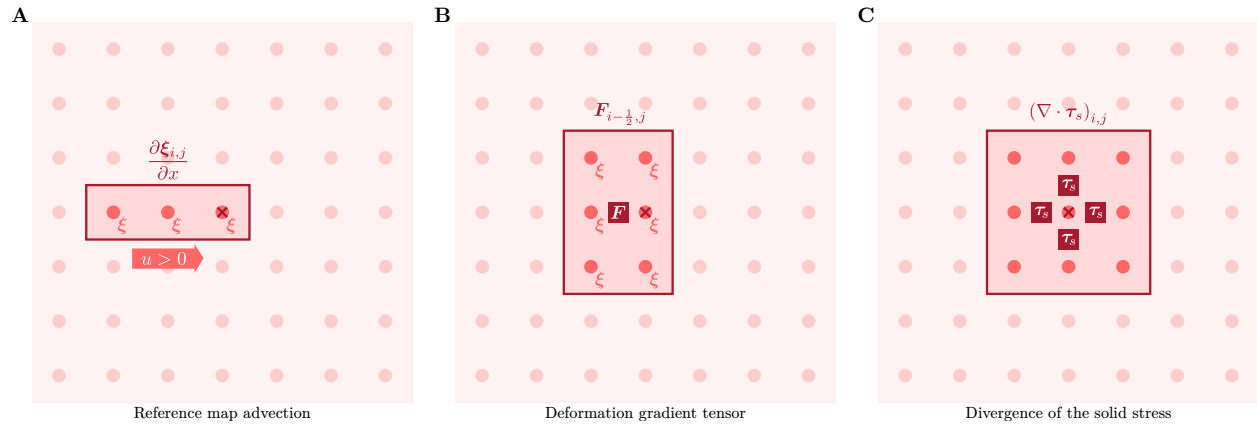 A
B
C
∂ξ_{i,j}
∂x
ξ ξ ξ
u > 0
Reference map advection
F_{i-\frac{1}{2},j}
ξ ξ
F
ξ ξ
ξ ξ
Deformation gradient tensor
(∇ · τ_s)_{i,j}
τ_s
τ_s τ_s
τ_s
Divergence of the solid stress